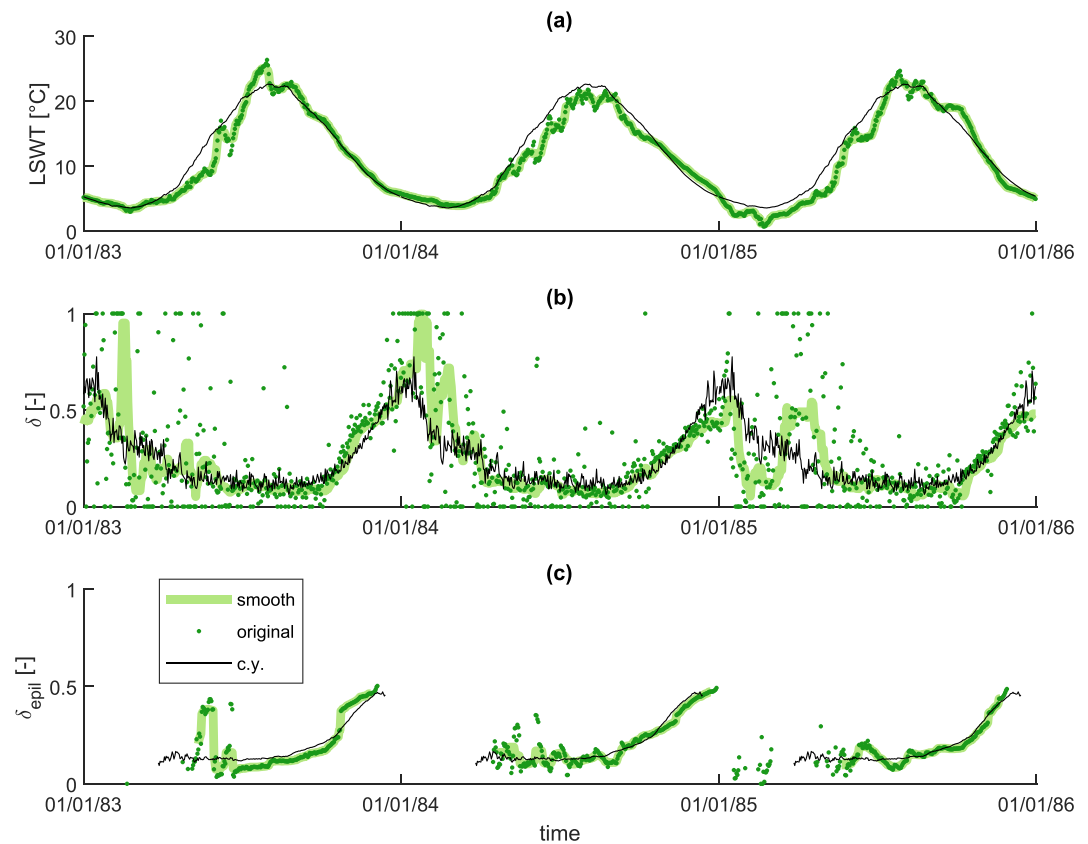 (a)
30
20
10
0
LSWT [°C]
01/01/83 01/01/84 01/01/85 01/01/86
(b)
1
0.5
0
δ [-]
01/01/83 01/01/84 01/01/85 01/01/86
(c)
1
0.5
0
δepil [-]
smooth
original
c.y.
01/01/83 01/01/84 01/01/85 01/01/86
time